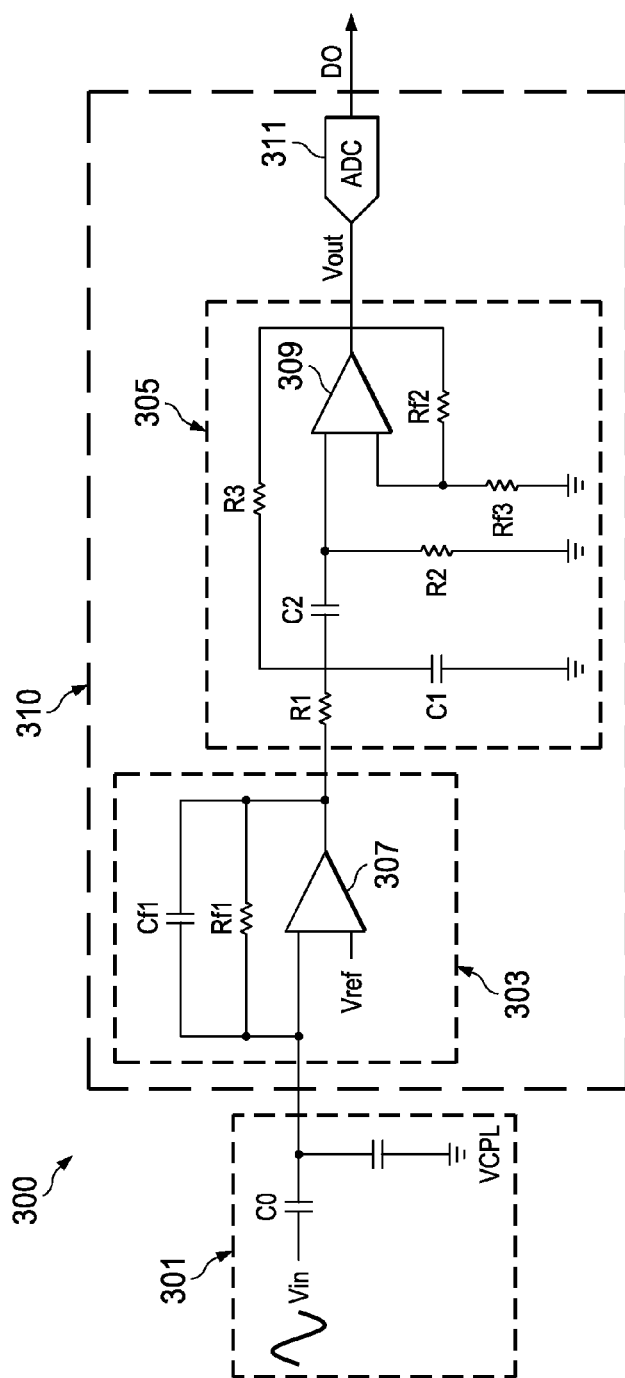 300
301
Vin
C0
VCPL
310
303
Cf1
Rf1
307
Vref
305
R1
C1
C2
R2
R3
309
Rf2
Rf3
Vout
311
ADC
DO